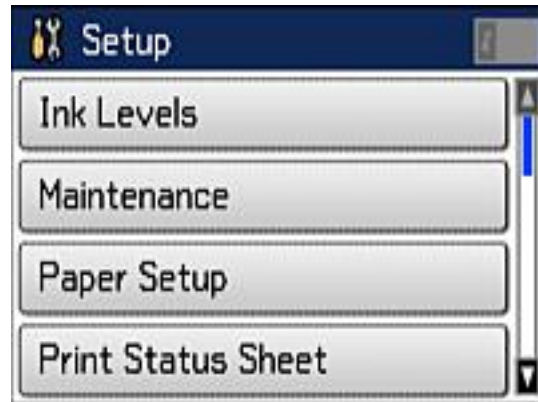 Setup
Ink Levels
Maintenance
Paper Setup
Print Status Sheet